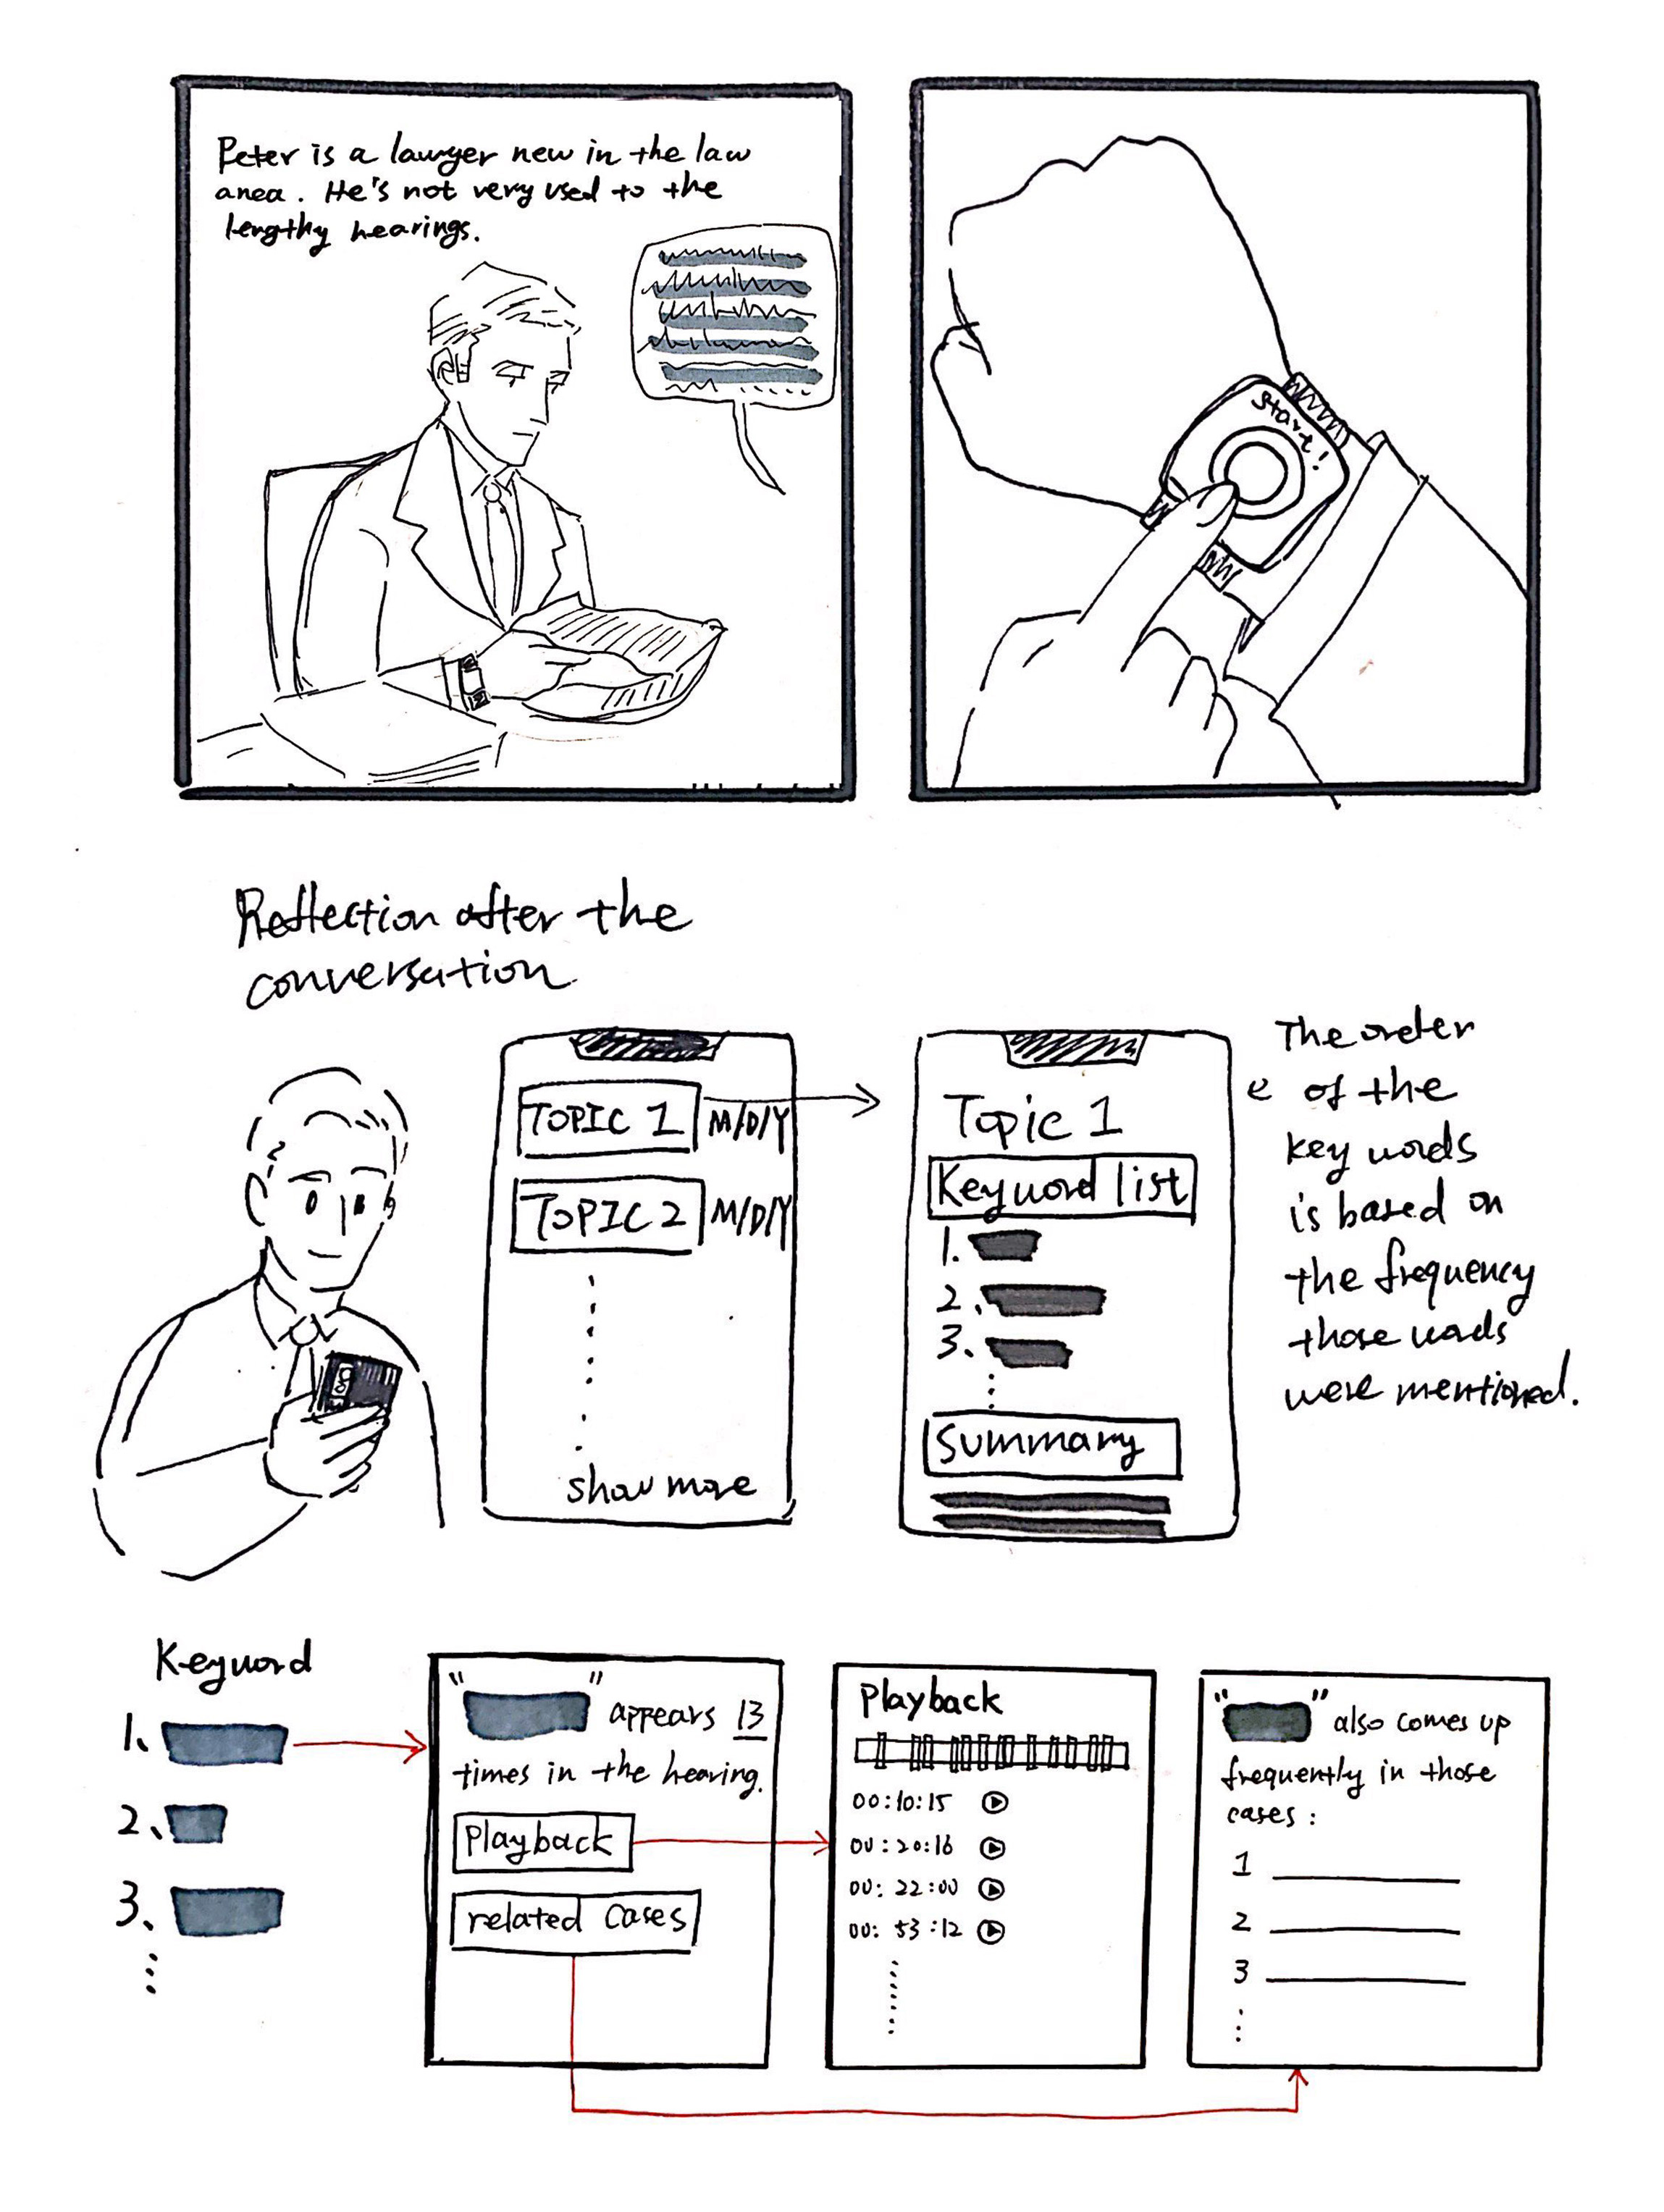 Peter is a lawyer new in the law
area. He's not very used to the
lengthy hearings.
start!
Reflection after the
conversation
TOPIC 1 M/D/Y
TOPIC 2 M/D/Y
show more
Topic 1
Keyword list
1.
2.
3.
Summary
The order
e of the
key words
is based on
the frequency
those words
were mentioned.
Keyword
1、
2、
3、
" " appears 13
times in the hearing.
Playback
related cases
Playback
00:10:15
00:20:16
00:22:00
00:53:12
" " also comes up
frequently in those
cases:
1
2
3